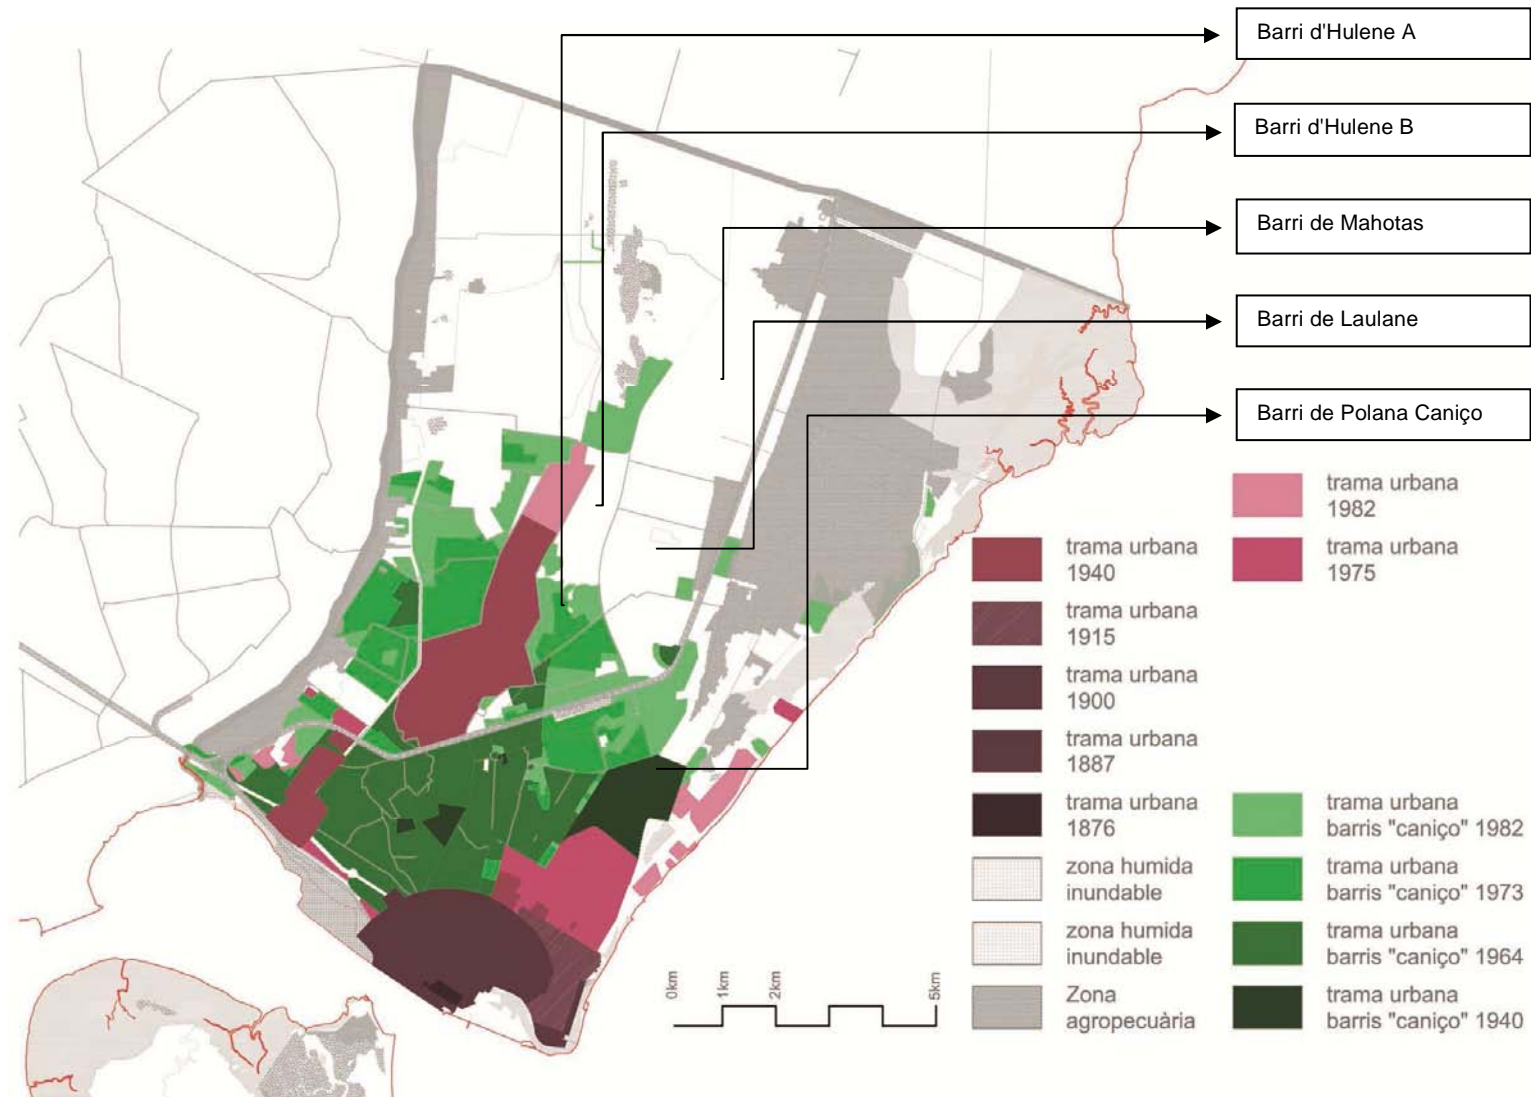 Barri d'Hulene A
Barri d'Hulene B
Barri de Mahotas
Barri de Laulane
Barri de Polana Caniço
trama urbana
1982
trama urbana
1975
trama urbana
1940
trama urbana
1915
trama urbana
1900
trama urbana
1887
trama urbana
1876
zona humida
inundable
zona humida
inundable
Zona
agropecuària
trama urbana
barris "caniço" 1982
trama urbana
barris "caniço" 1973
trama urbana
barris "caniço" 1964
trama urbana
barris "caniço" 1940
0km
1km
2km
5km